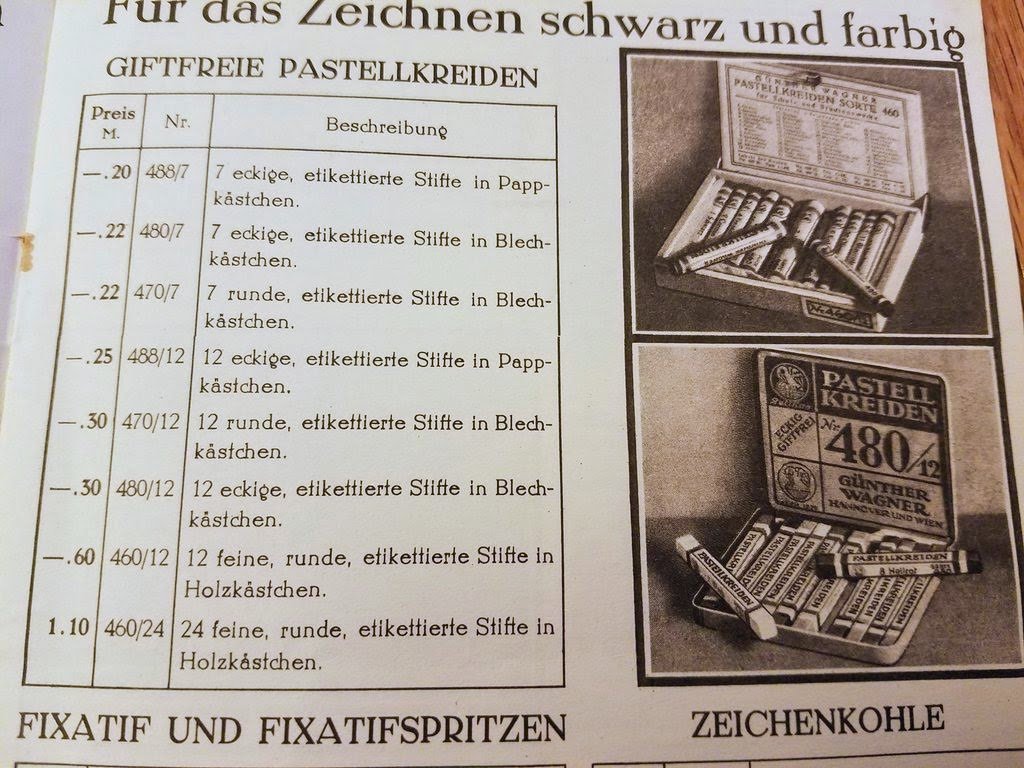 Für das Zeichnen schwarz und farbig
GIFTFREIE PASTELLKREIDEN
Preis M. Nr. Beschreibung
—.20 488/7 7 eckige, etikettierte Stifte in Papp-
kästchen.
—.22 480/7 7 eckige, etikettierte Stifte in Blech-
kästchen.
—.22 470/7 7 runde, etikettierte Stifte in Blech-
kästchen.
—.25 488/12 12 eckige, etikettierte Stifte in Papp-
kästchen.
—.30 470/12 12 runde, etikettierte Stifte in Blech-
kästchen.
—.30 480/12 12 eckige, etikettierte Stifte in Blech-
kästchen.
—.60 460/12 12 feine, runde, etikettierte Stifte in
Holzkästchen.
1.10 460/24 24 feine, runde, etikettierte Stifte in
Holzkästchen.
FIXATIF UND FIXATIFSPRITZEN
GÜNTHER WAGNER
PASTELLKREIDEN SORTE 460
PASTELL
KREIDEN
ECKIG
GIFTFREI
Nr. 480/12
GÜNTHER
WAGNER
HANNOVER UND WIEN
PASTELLKREIDEN
8 Hellrot
PASTELLKREIDEN
ZEICHENKOHLE